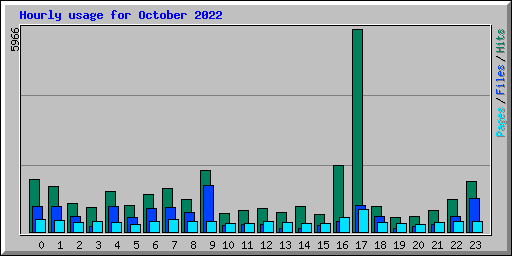 Hourly usage for October 2022
5966
Pages/Files/Hits
0 1 2 3 4 5 6 7 8 9 10 11 12 13 14 15 16 17 18 19 20 21 22 23